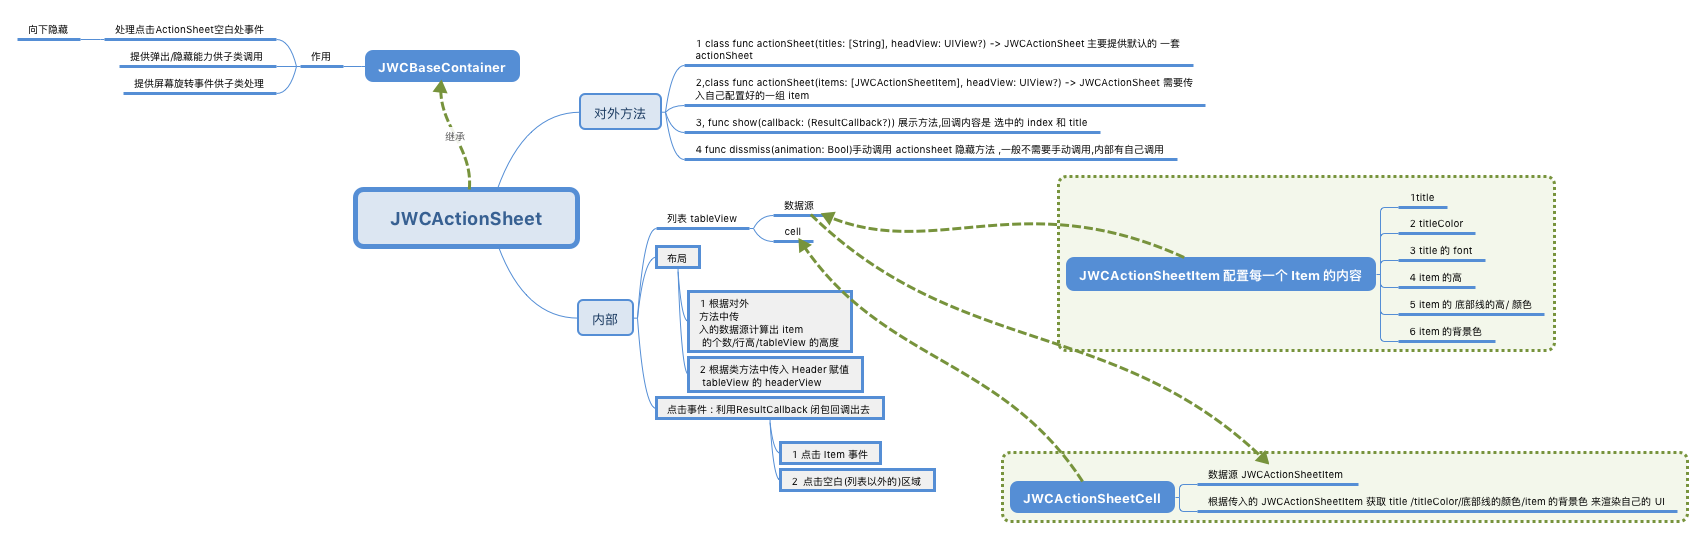 向下隐藏
处理点击ActionSheet空白处事件
提供弹出/隐藏能力供子类调用
提供屏幕旋转事件供子类处理
作用
JWCBaseContainer
继承
JWCActionSheet
对外方法
1 class func actionSheet(titles: [String], headView: UIView?) -> JWCActionSheet 主要提供默认的 一套
actionSheet
2,class func actionSheet(items: [JWCActionSheetItem], headView: UIView?) -> JWCActionSheet 需要传
入自己配置好的一组 item
3, func show(callback: (ResultCallback?)) 展示方法,回调内容是 选中的 index 和 title
4 func dissmiss(animation: Bool)手动调用 actionsheet 隐藏方法 ,一般不需要手动调用,内部有自己调用
内部
列表 tableView
数据源
cell
布局
1 根据对外
方法中传
入的数据源计算出 item
的个数/行高/tableView 的高度
2 根据类方法中传入 Header 赋值
tableView 的 headerView
点击事件 : 利用ResultCallback 闭包回调出去
1 点击 Item 事件
2 点击空白(列表以外的)区域
JWCActionSheetItem 配置每一个 Item 的内容
1title
2 titleColor
3 title 的 font
4 item 的高
5 item 的 底部线的高/ 颜色
6 item 的背景色
JWCActionSheetCell
数据源 JWCActionSheetItem
根据传入的 JWCActionSheetItem 获取 title /titleColor/底部线的颜色/item 的背景色 来渲染自己的 UI